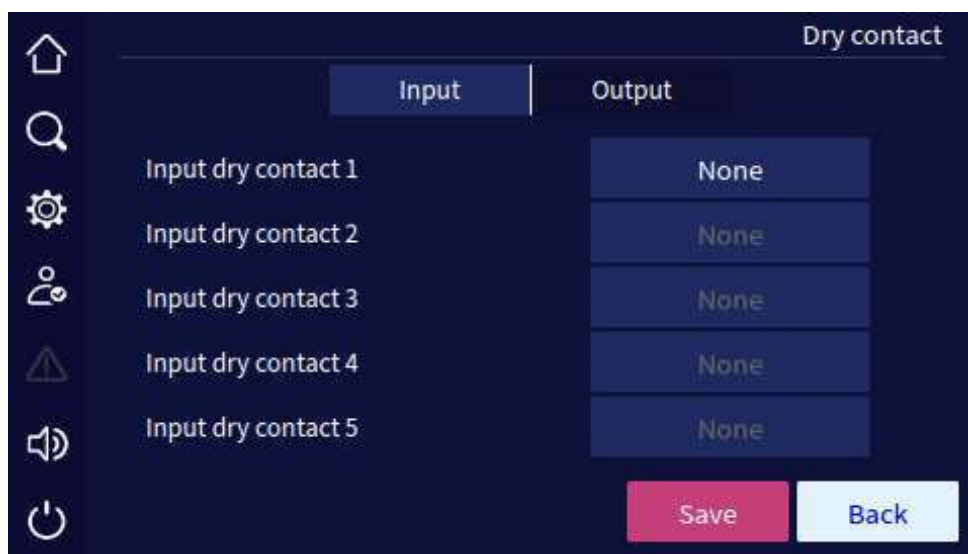 Dry contact
Input Output
Input dry contact 1 None
Input dry contact 2 None
Input dry contact 3 None
Input dry contact 4 None
Input dry contact 5 None
Save Back